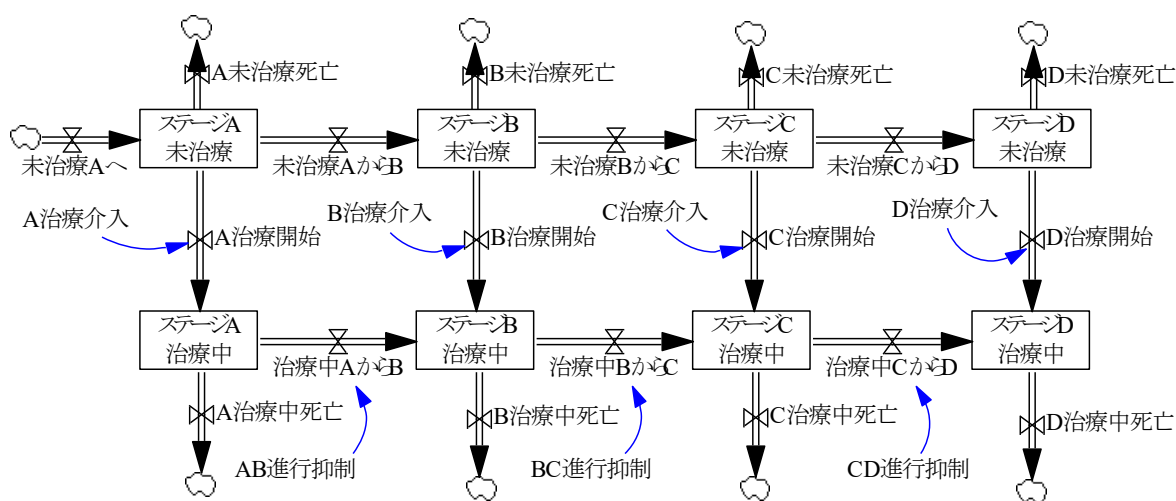 A未治療死亡
B未治療死亡
C未治療死亡
D未治療死亡
ステージA
未治療
ステージB
未治療
ステージC
未治療
ステージD
未治療
未治療Aへ
未治療AからB
未治療BからC
未治療CからD
A治療介入
B治療介入
C治療介入
D治療介入
A治療開始
B治療開始
C治療開始
D治療開始
ステージA
治療中
ステージB
治療中
ステージC
治療中
ステージD
治療中
治療中AからB
治療中BからC
治療中CからD
A治療中死亡
B治療中死亡
C治療中死亡
D治療中死亡
AB進行抑制
BC進行抑制
CD進行抑制